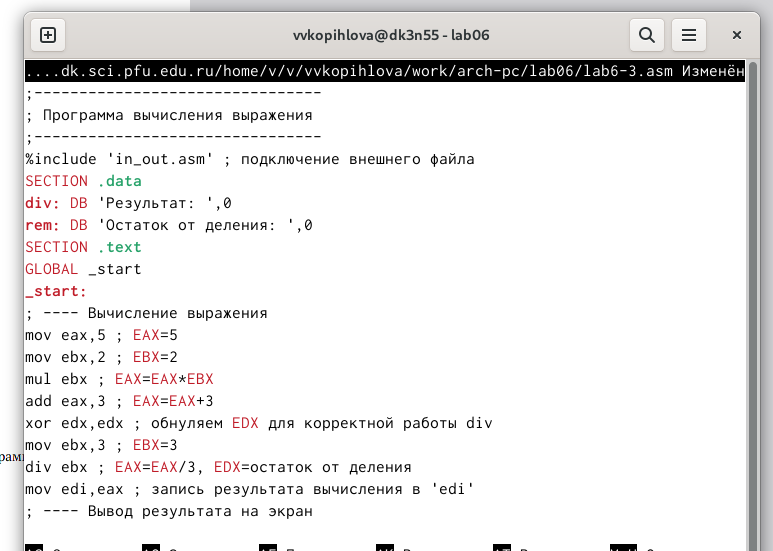 vvkopihlova@dk3n55 - lab06
....dk.sci.pfu.edu.ru/home/v/v/vvkopihlova/work/arch-pc/lab06/lab6-3.asm Изменён
;--------------------------------
; Программа вычисления выражения
;--------------------------------
%include 'in_out.asm' ; подключение внешнего файла
SECTION .data
div: DB 'Результат: ',0
rem: DB 'Остаток от деления: ',0
SECTION .text
GLOBAL _start
_start:
; ---- Вычисление выражения
mov eax,5 ; EAX=5
mov ebx,2 ; EBX=2
mul ebx ; EAX=EAX*EBX
add eax,3 ; EAX=EAX+3
xor edx,edx ; обнуляем EDX для корректной работы div
mov ebx,3 ; EBX=3
div ebx ; EAX=EAX/3, EDX=остаток от деления
mov edi,eax ; запись результата вычисления в 'edi'
; ---- Вывод результата на экран